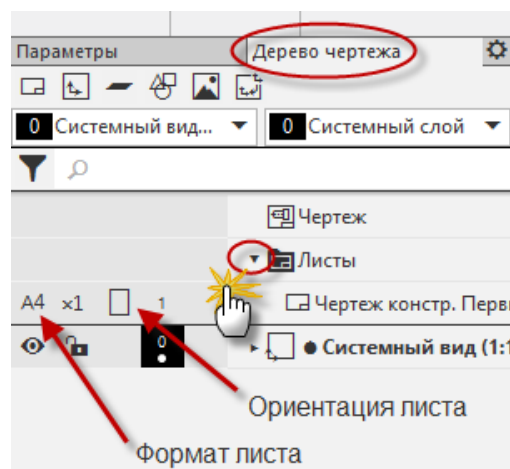 Параметры Дерево чертежа
0 Системный вид... 0 Системный слой
Чертеж
Листы
A4 x1 1 Чертеж констр. Перв
0 Системный вид (1:1
Ориентация листа
Формат листа